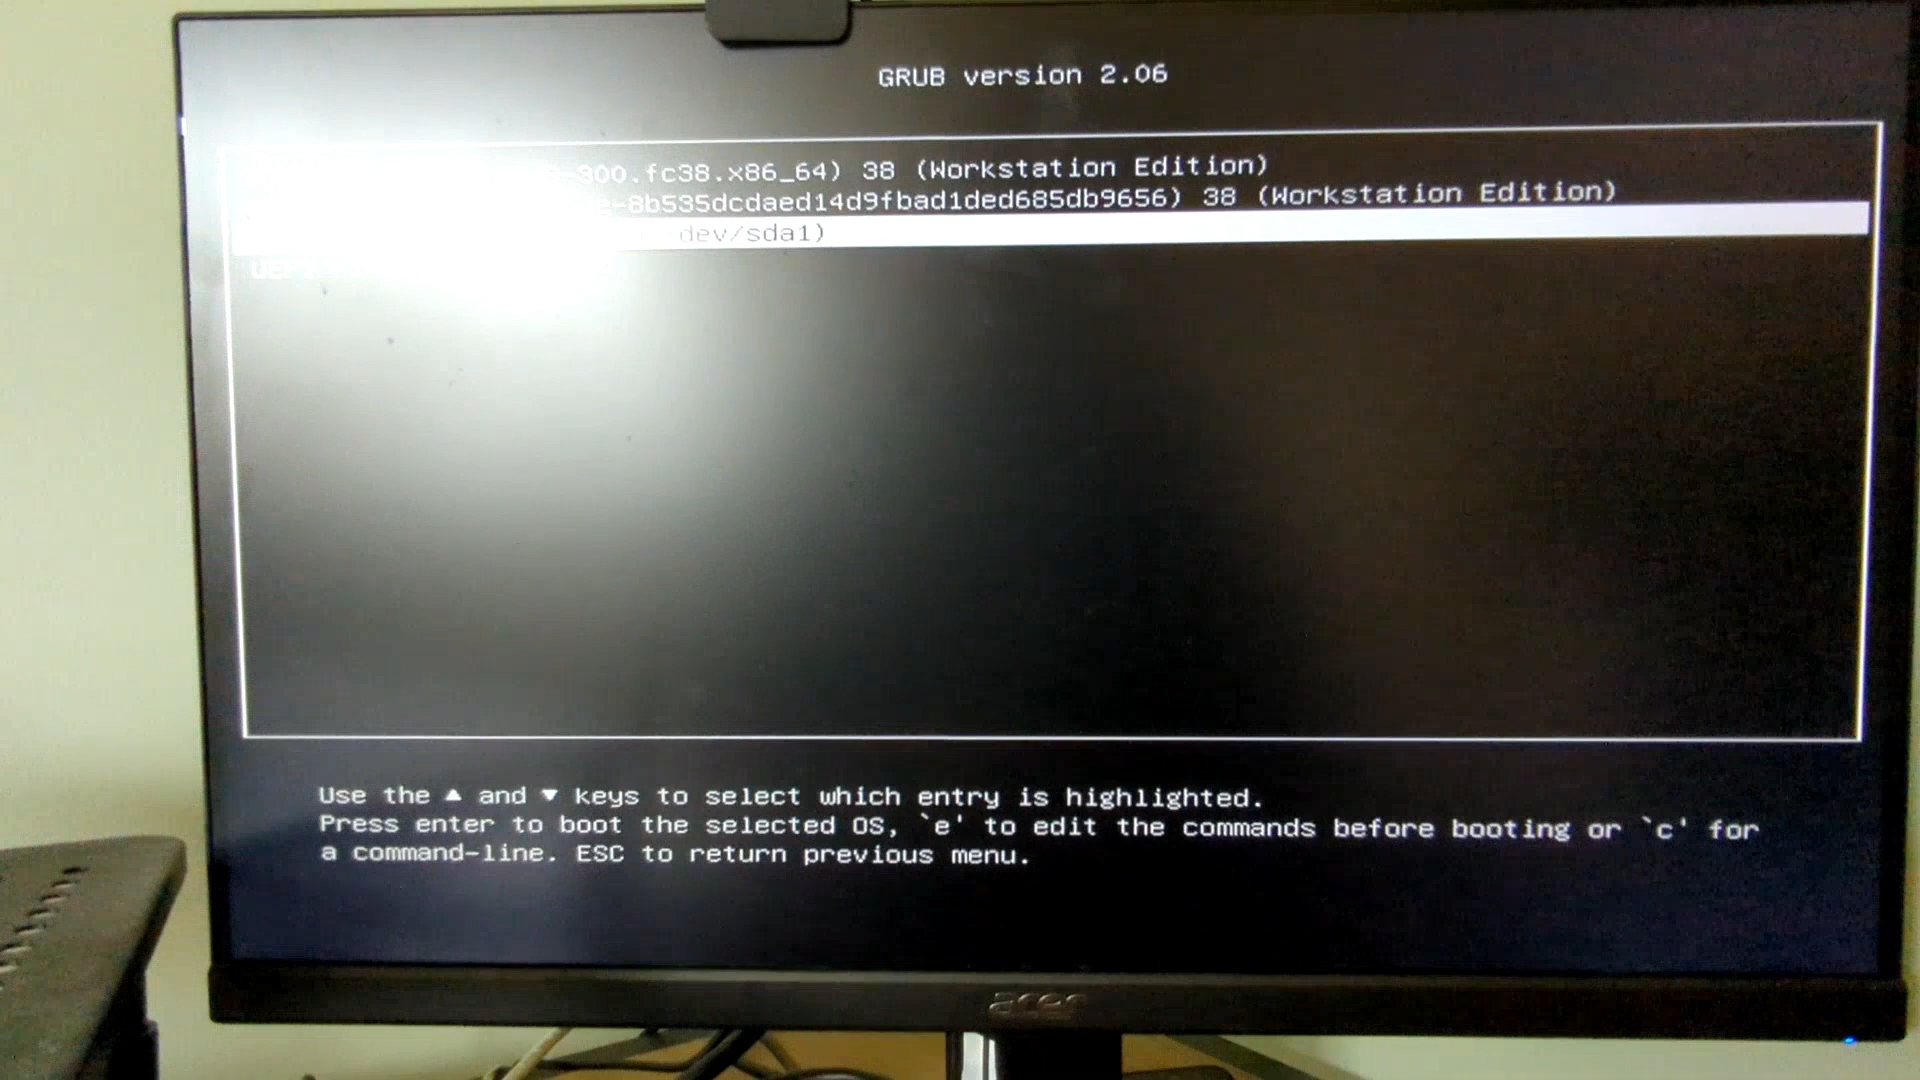 GRUB version 2.06
300.fc38.x86_64) 38 (Workstation Edition)
-8b535dcdaed14d9fbad1ded685db9656) 38 (Workstation Edition)
dev/sda1)
Use the ▲ and ▼ keys to select which entry is highlighted.
Press enter to boot the selected OS, `e' to edit the commands before booting or `c' for
a command-line. ESC to return previous menu.
acer